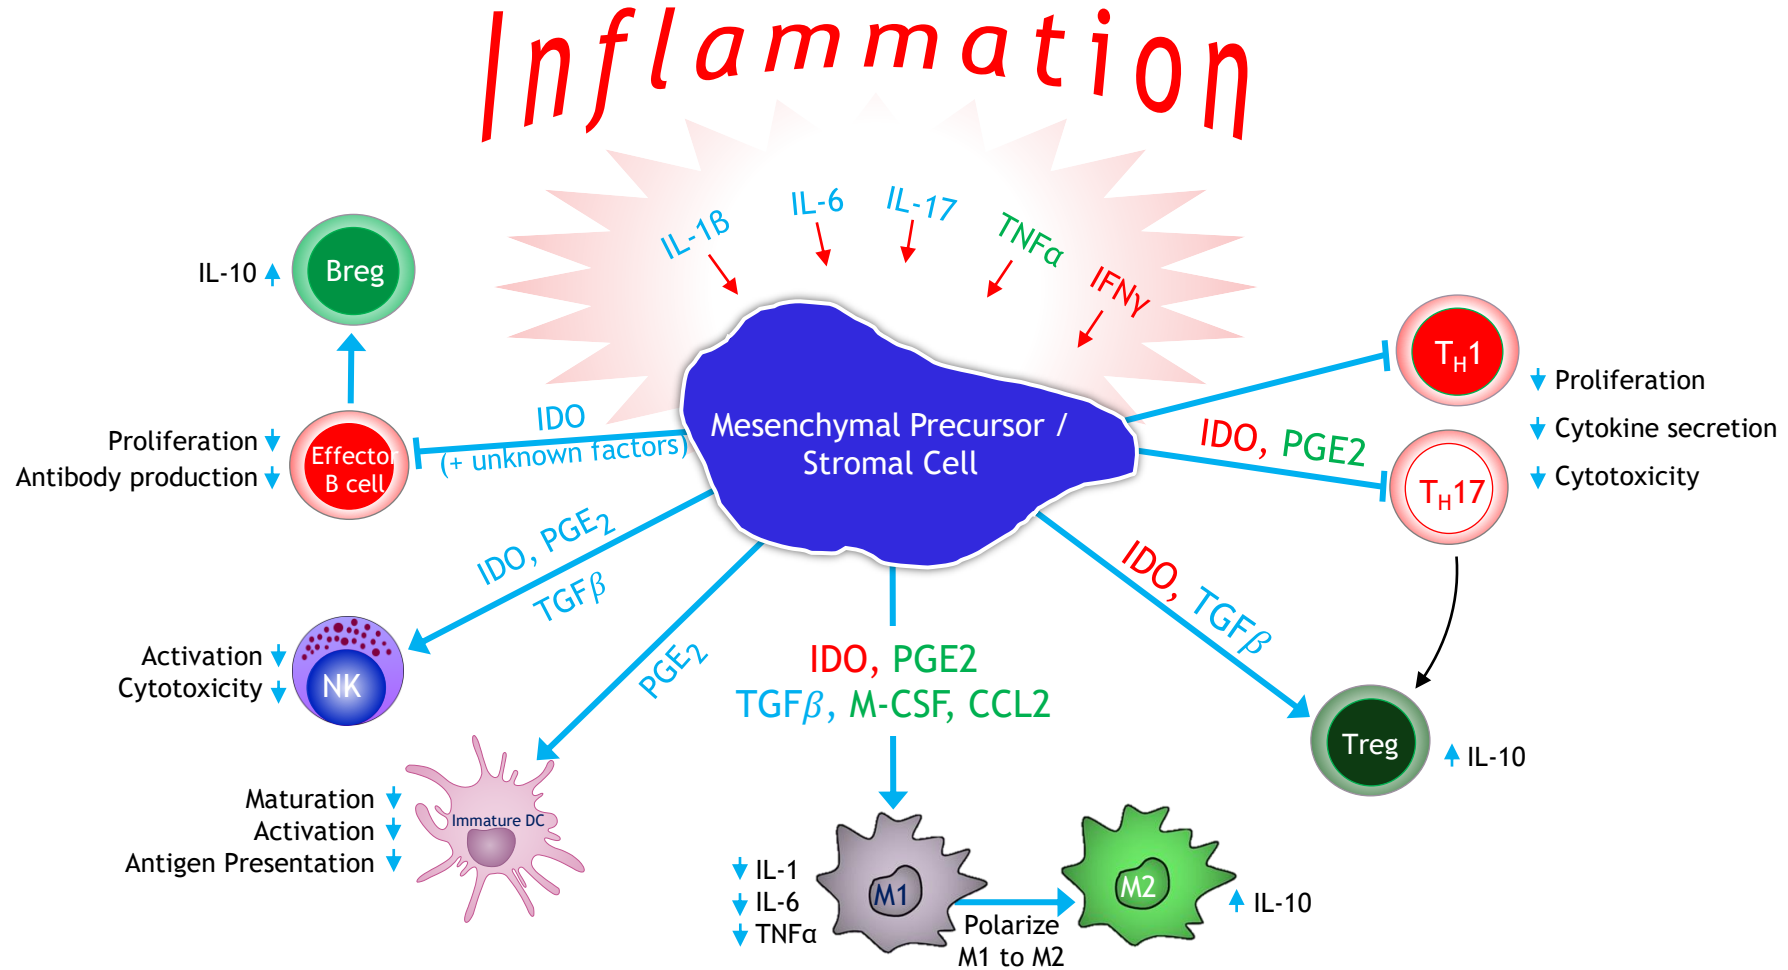 Inflammation
IL-1β
IL-6
IL-17
TNFα
IFNγ
IL-10
Breg
Proliferation
Antibody production
Effector
B cell
IDO
(+ unknown factors)
Mesenchymal Precursor /
Stromal Cell
T_H1
IDO, PGE2
T_H17
Proliferation
Cytokine secretion
Cytotoxicity
IDO, PGE₂
TGFβ
Activation
Cytotoxicity
NK
PGE₂
IDO, PGE2
TGFβ, M-CSF, CCL2
IDO, TGFβ
Treg
IL-10
Maturation
Activation
Antigen Presentation
Immature DC
IL-1
IL-6
TNFα
M1
Polarize
M1 to M2
M2
IL-10